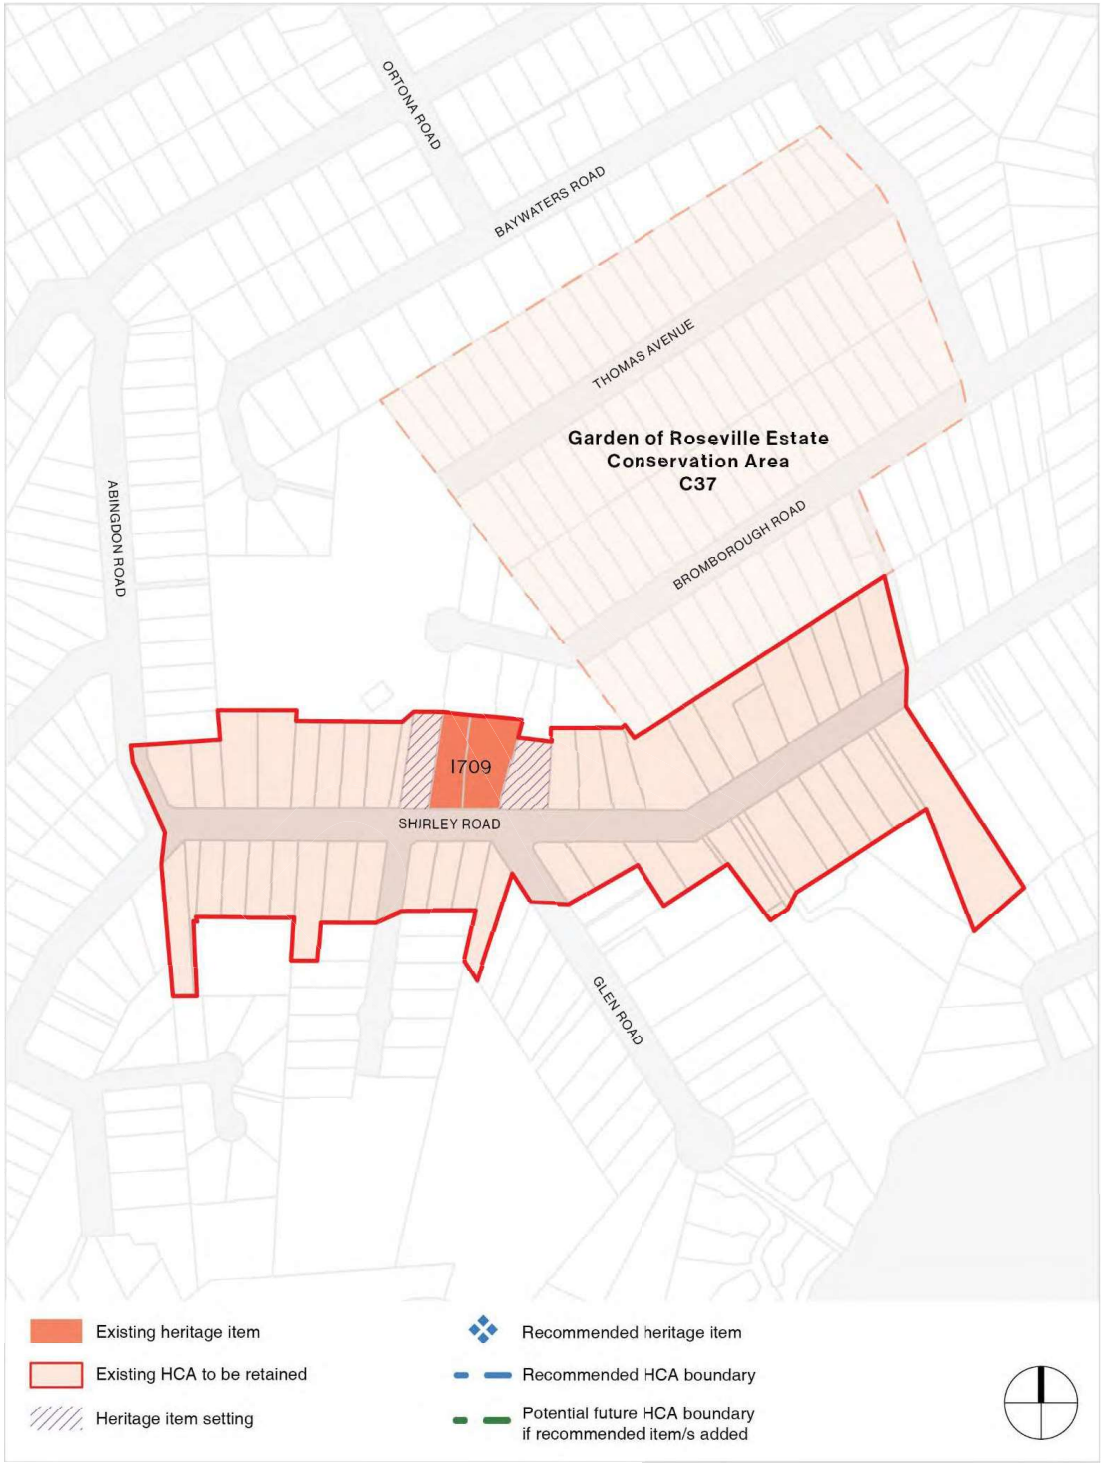 ORTONA ROAD
BAYWATERS ROAD
THOMAS AVENUE
Garden of Roseville Estate
Conservation Area
C37
ABINGDON ROAD
BROMBOROUGH ROAD
I709
SHIRLEY ROAD
GLEN ROAD
Existing heritage item
Existing HCA to be retained
Heritage item setting
Recommended heritage item
Recommended HCA boundary
Potential future HCA boundary
if recommended item/s added